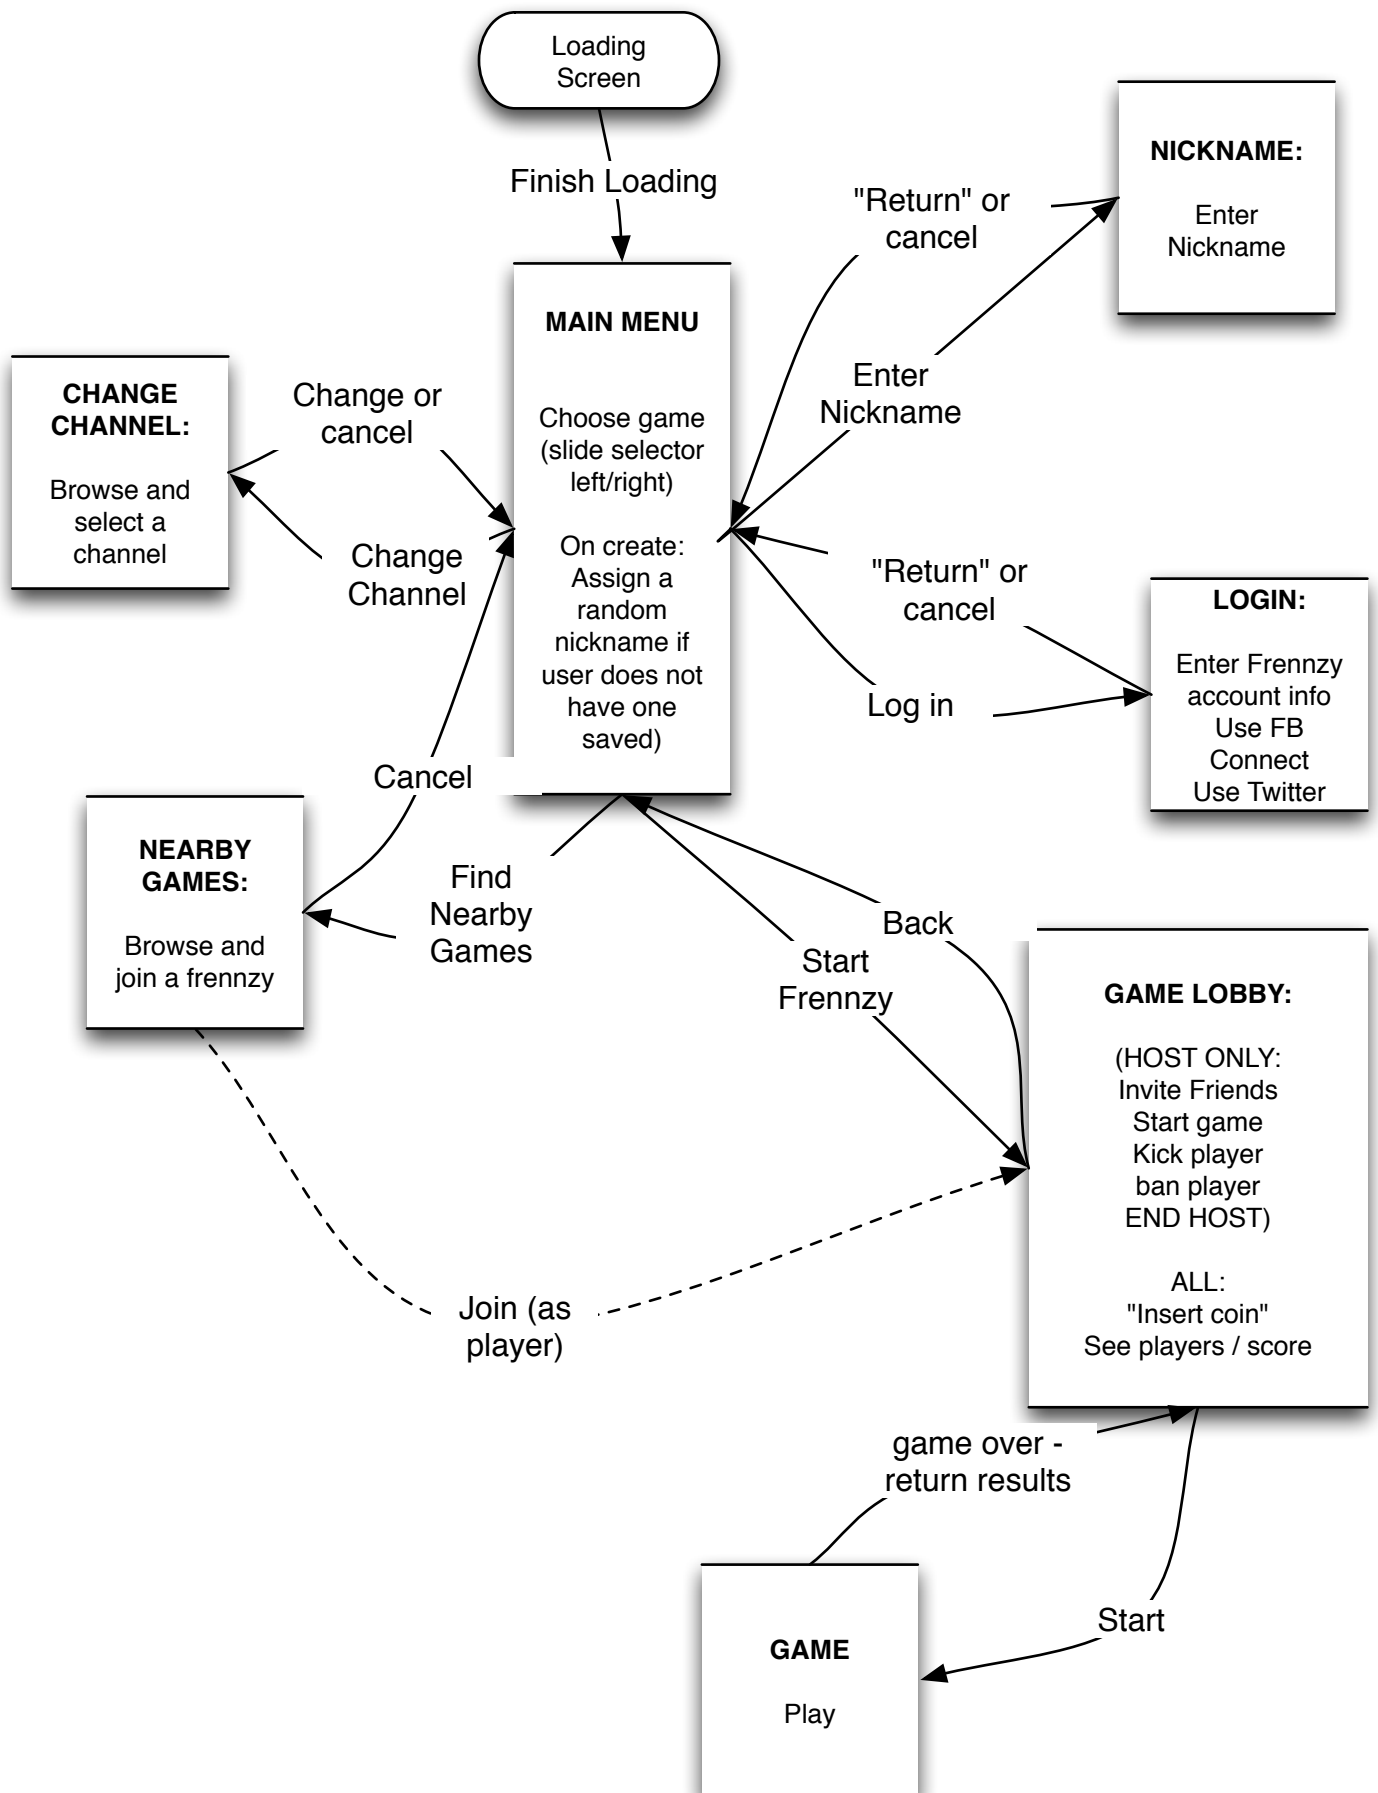 Loading
Screen
Finish Loading
NICKNAME:
Enter
Nickname
"Return" or
cancel
Enter
Nickname
MAIN MENU
Choose game
(slide selector
left/right)
On create:
Assign a
random
nickname if
user does not
have one
saved)
CHANGE
CHANNEL:
Browse and
select a
channel
Change or
cancel
Change
Channel
"Return" or
cancel
Log in
LOGIN:
Enter Frennzy
account info
Use FB
Connect
Use Twitter
Cancel
NEARBY
GAMES:
Browse and
join a frennzy
Find
Nearby
Games
Back
Start
Frennzy
GAME LOBBY:
(HOST ONLY:
Invite Friends
Start game
Kick player
ban player
END HOST)
ALL:
"Insert coin"
See players / score
Join (as
player)
game over -
return results
Start
GAME
Play